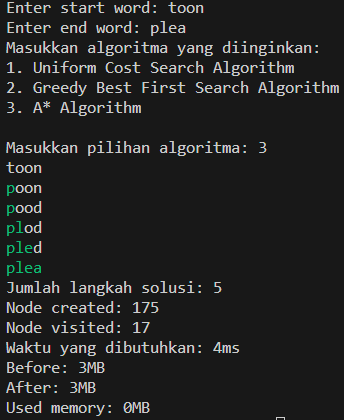 Enter start word: toon
Enter end word: plea
Masukkan algoritma yang diinginkan:
1. Uniform Cost Search Algorithm
2. Greedy Best First Search Algorithm
3. A* Algorithm

Masukkan pilihan algoritma: 3
toon
poon
pood
plod
pled
plea
Jumlah langkah solusi: 5
Node created: 175
Node visited: 17
Waktu yang dibutuhkan: 4ms
Before: 3MB
After: 3MB
Used memory: 0MB